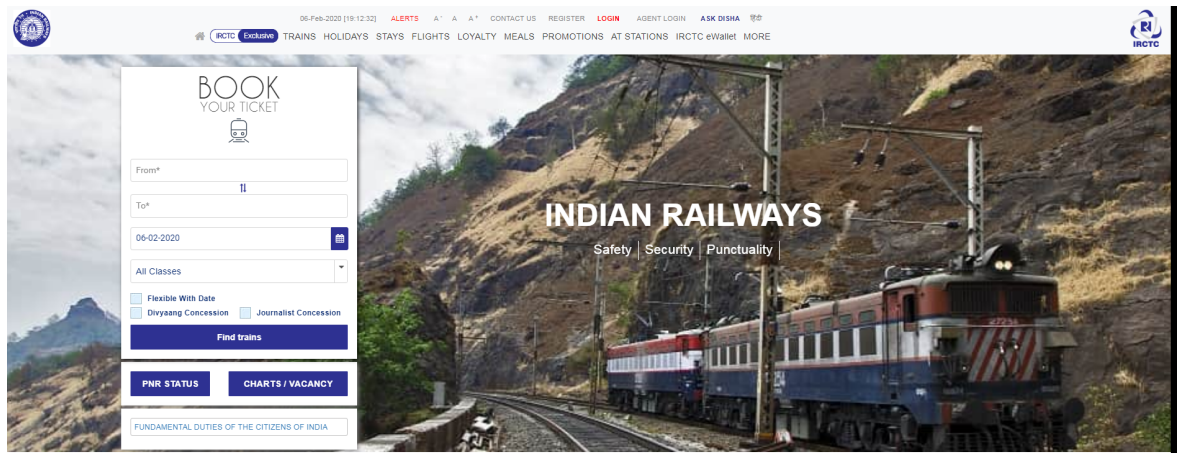 06-Feb-2020 [19:12:32] ALERTS A- A A+ CONTACT US REGISTER LOGIN AGENT LOGIN ASK DISHA हिंदी
IRCTC Exclusive TRAINS HOLIDAYS STAYS FLIGHTS LOYALTY MEALS PROMOTIONS AT STATIONS IRCTC eWallet MORE
IRCTC
BOOK
YOUR TICKET
From*
To*
06-02-2020
All Classes
Flexible With Date
Divyaang Concession Journalist Concession
Find trains
PNR STATUS CHARTS / VACANCY
FUNDAMENTAL DUTIES OF THE CITIZENS OF INDIA
INDIAN RAILWAYS
Safety | Security | Punctuality |